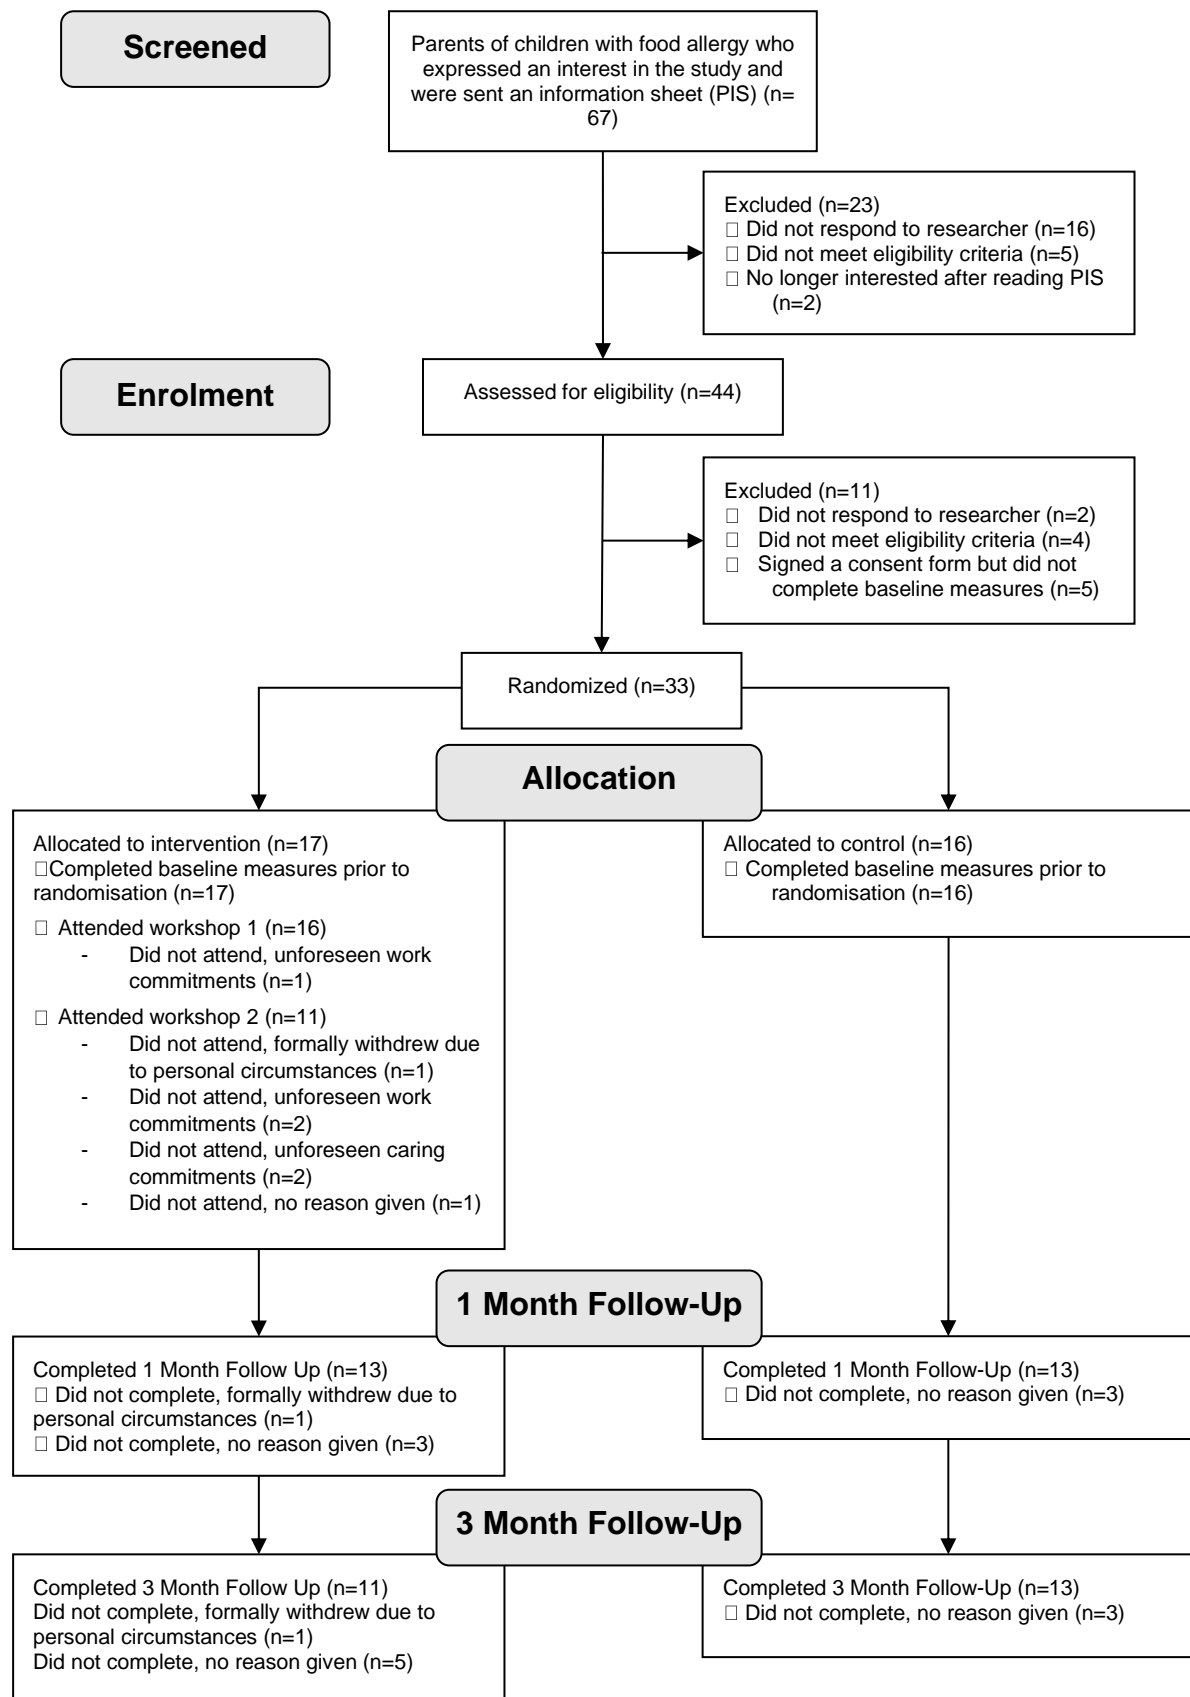 Screened
Parents of children with food allergy who
expressed an interest in the study and
were sent an information sheet (PIS) (n=
67)
Excluded (n=23)
□ Did not respond to researcher (n=16)
□ Did not meet eligibility criteria (n=5)
□ No longer interested after reading PIS
(n=2)
Enrolment
Assessed for eligibility (n=44)
Excluded (n=11)
□ Did not respond to researcher (n=2)
□ Did not meet eligibility criteria (n=4)
□ Signed a consent form but did not
complete baseline measures (n=5)
Randomized (n=33)
Allocation
Allocated to intervention (n=17)
□Completed baseline measures prior to
randomisation (n=17)
□ Attended workshop 1 (n=16)
- Did not attend, unforeseen work
commitments (n=1)
□ Attended workshop 2 (n=11)
- Did not attend, formally withdrew due
to personal circumstances (n=1)
- Did not attend, unforeseen work
commitments (n=2)
- Did not attend, unforeseen caring
commitments (n=2)
- Did not attend, no reason given (n=1)
Allocated to control (n=16)
□ Completed baseline measures prior to
randomisation (n=16)
1 Month Follow-Up
Completed 1 Month Follow Up (n=13)
□ Did not complete, formally withdrew due to
personal circumstances (n=1)
□ Did not complete, no reason given (n=3)
Completed 1 Month Follow-Up (n=13)
□ Did not complete, no reason given (n=3)
3 Month Follow-Up
Completed 3 Month Follow Up (n=11)
Did not complete, formally withdrew due to
personal circumstances (n=1)
Did not complete, no reason given (n=5)
Completed 3 Month Follow-Up (n=13)
□ Did not complete, no reason given (n=3)